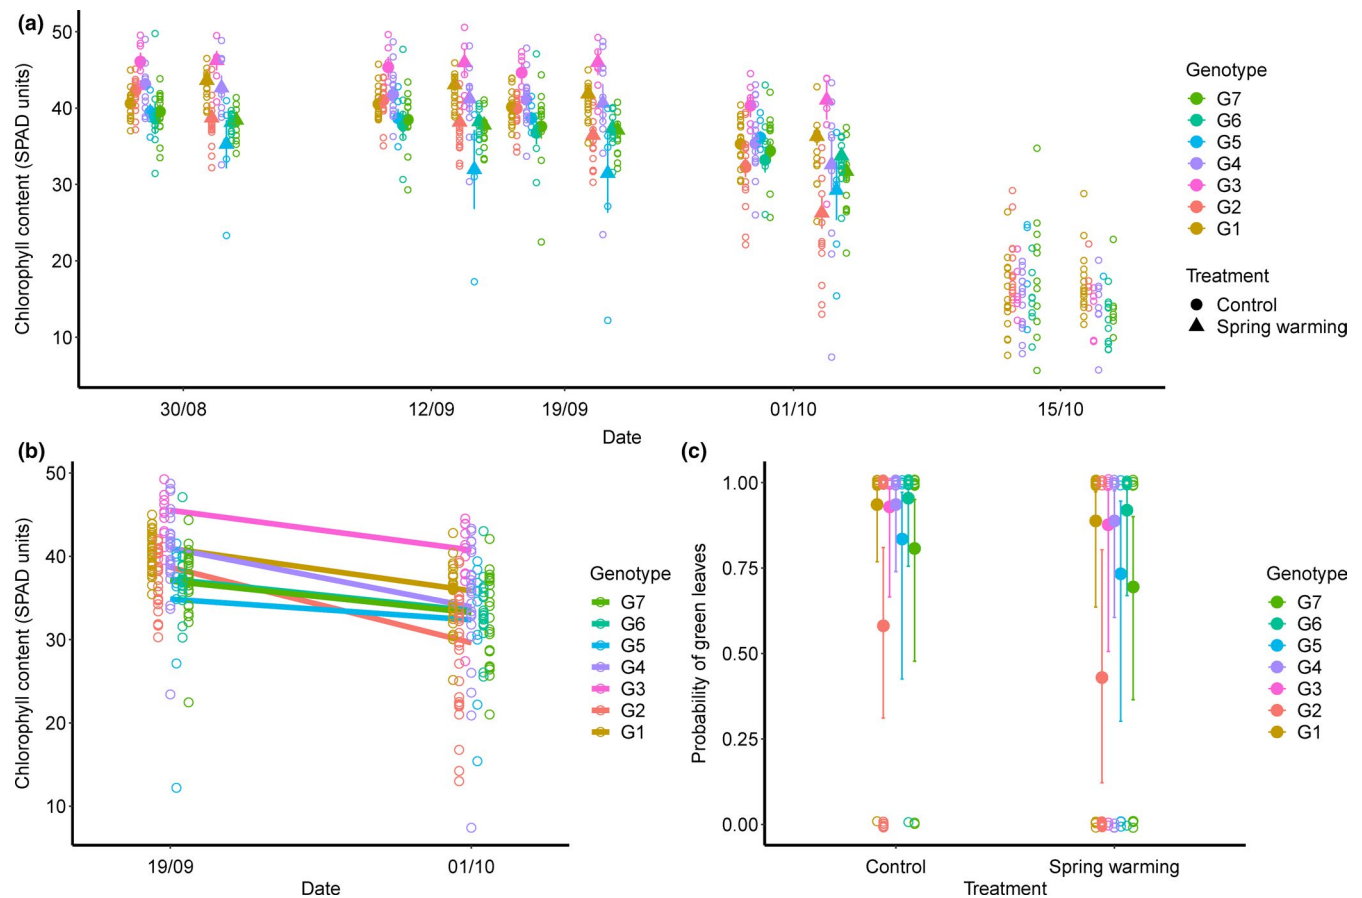 (a)
Chlorophyll content (SPAD units)
50
40
30
20
10
30/08
12/09
19/09
01/10
15/10
Date
Genotype
G7
G6
G5
G4
G3
G2
G1
Treatment
Control
Spring warming
(b)
Chlorophyll content (SPAD units)
50
40
30
20
10
19/09
01/10
Date
Genotype
G7
G6
G5
G4
G3
G2
G1
(c)
Probability of green leaves
1.00
0.75
0.50
0.25
0.00
Control
Spring warming
Treatment
Genotype
G7
G6
G5
G4
G3
G2
G1